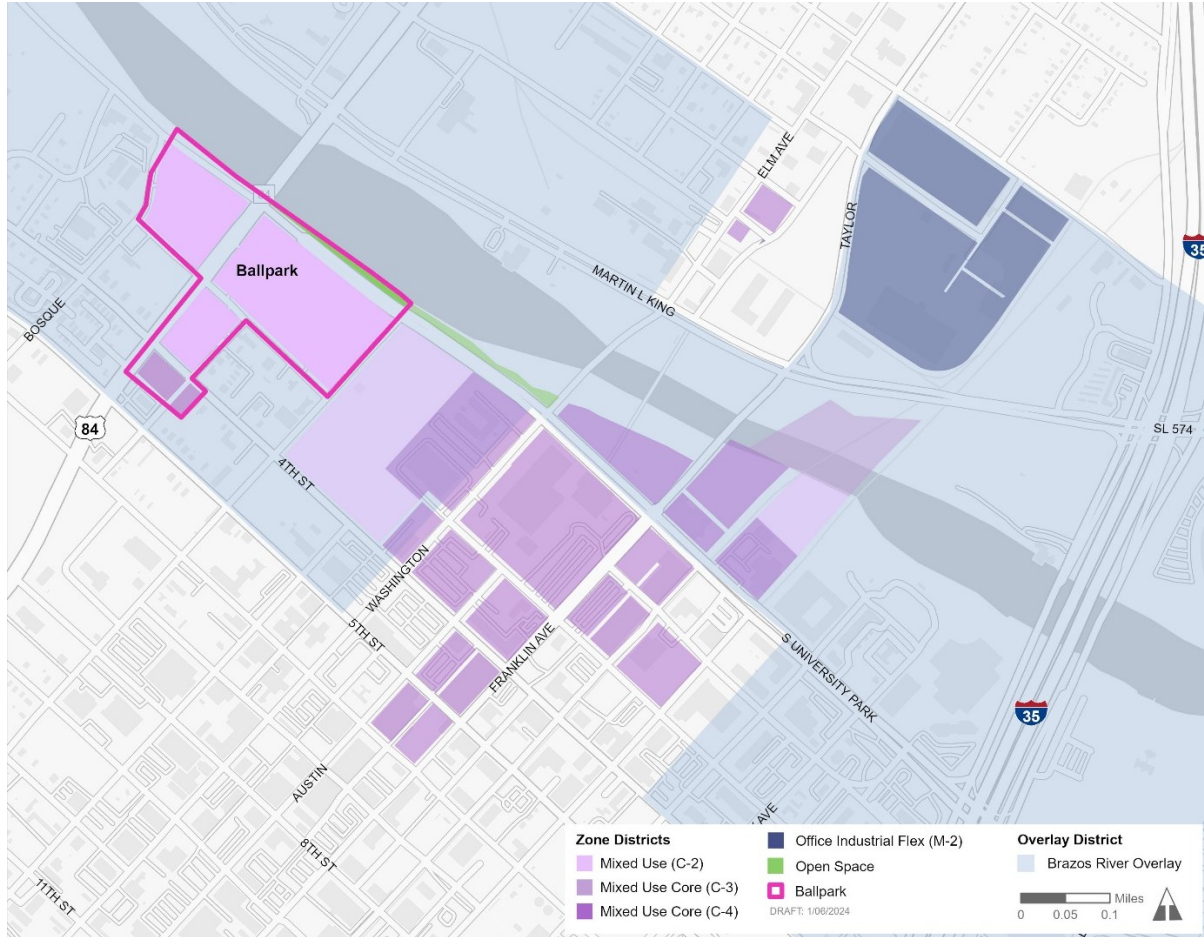 ELM AVE
TAYLOR
35
Ballpark
MARTIN L KING
BOSQUE
84
SL 574
4TH ST
WASHINGTON
5TH ST
FRANKLIN AVE
S UNIVERSITY PARK
35
AUSTIN
8TH ST
11TH ST
AVE
Zone Districts
Mixed Use (C-2)
Mixed Use Core (C-3)
Mixed Use Core (C-4)
Office Industrial Flex (M-2)
Open Space
Ballpark
DRAFT: 1/06/2024
Overlay District
Brazos River Overlay
Miles
0 0.05 0.1